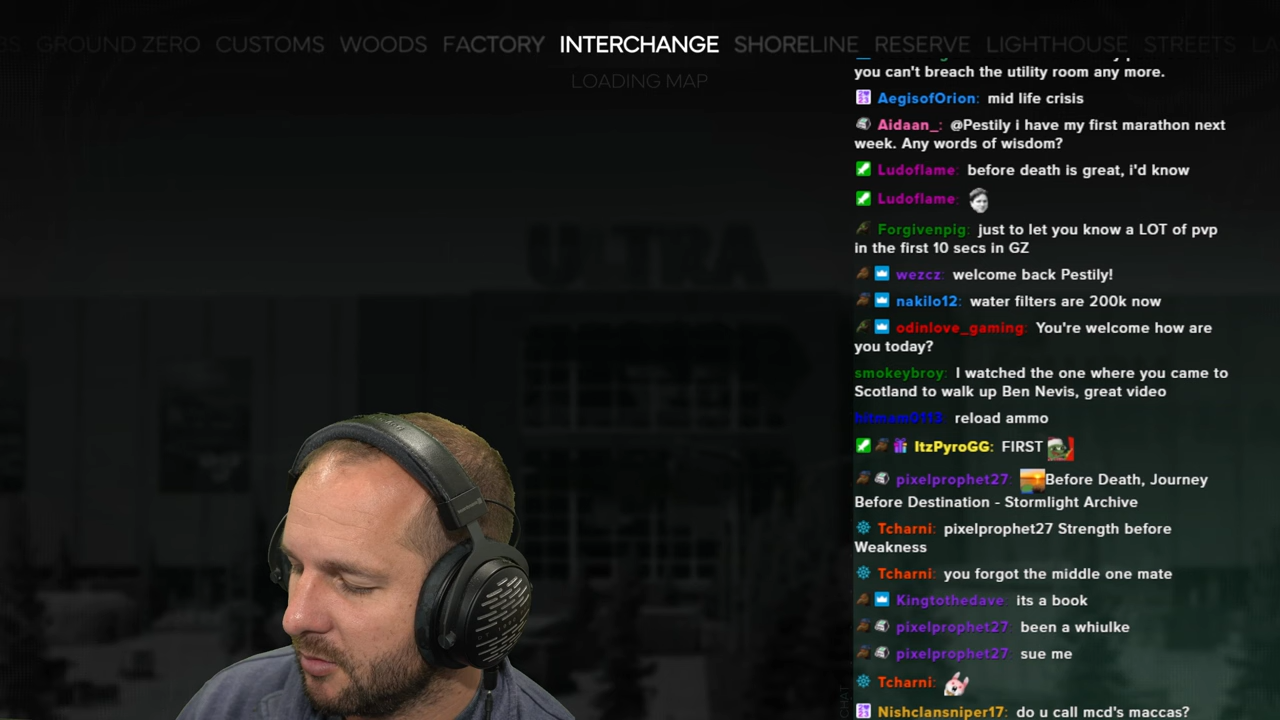 GROUND ZERO CUSTOMS WOODS FACTORY INTERCHANGE SHORELINE RESERVE LIGHTHOUSE STREETS
LOADING MAP
ULTRA
you can't breach the utility room any more.
AegisofOrion: mid life crisis
Aidaan_: @Pestily i have my first marathon next
week. Any words of wisdom?
Ludoflame: before death is great, i'd know
Ludoflame:
Forgivenpig: just to let you know a LOT of pvp
in the first 10 secs in GZ
wezcz: welcome back Pestily!
nakilo12: water filters are 200k now
odinlove_gaming: You're welcome how are
you today?
smokeybroy: I watched the one where you came to
Scotland to walk up Ben Nevis, great video
hitmam0113: reload ammo
ItzPyroGG: FIRST
pixelprophet27: Before Death, Journey
Before Destination - Stormlight Archive
Tcharni: pixelprophet27 Strength before
Weakness
Tcharni: you forgot the middle one mate
Kingtothedave: its a book
pixelprophet27: been a whiulke
pixelprophet27: sue me
Tcharni:
Nishclansniper17: do u call mcd's maccas?
CHAT